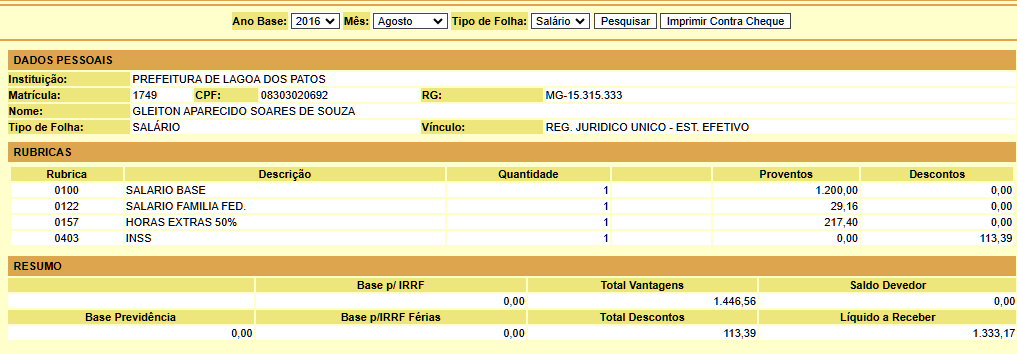 Ano Base: 2016 Mês: Agosto Tipo de Folha: Salário Pesquisar Imprimir Contra Cheque
DADOS PESSOAIS
Instituição: PREFEITURA DE LAGOA DOS PATOS
Matrícula: 1749 CPF: 08303020692 RG: MG-15.315.333
Nome: GLEITON APARECIDO SOARES DE SOUZA
Tipo de Folha: SALÁRIO Vínculo: REG. JURIDICO UNICO - EST. EFETIVO
RUBRICAS
Rubrica Descrição Quantidade Proventos Descontos
0100 SALARIO BASE 1 1.200,00 0,00
0122 SALARIO FAMILIA FED. 1 29,16 0,00
0157 HORAS EXTRAS 50% 1 217,40 0,00
0403 INSS 1 0,00 113,39
RESUMO
Base p/ IRRF Total Vantagens Saldo Devedor
0,00 1.446,56 0,00
Base Previdência Base p/IRRF Férias Total Descontos Líquido a Receber
0,00 0,00 113,39 1.333,17